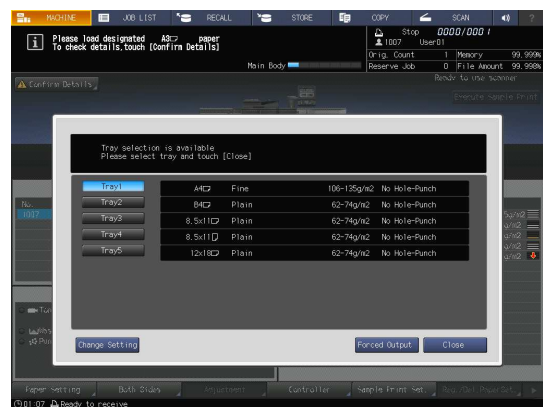 MACHINE
JOB LIST
RECALL
STORE
COPY
SCAN
?
Please load designated A3 paper
To check details,touch [Confirm Details]
Main Body
Stop 0000/0001
1007 User01
Orig. Count 1 Memory 99.999%
Reserve Job 0 File Amount 99.998%
Ready to use scanner
Confirm Details
Execute Sample Print
Tray selection is available
Please select tray and touch [Close]
Tray1 A4 Fine 106-135g/m2 No Hole-Punch
Tray2 B4 Plain 62-74g/m2 No Hole-Punch
Tray3 8.5x11 Plain 62-74g/m2 No Hole-Punch
Tray4 8.5x11 Plain 62-74g/m2 No Hole-Punch
Tray5 12x18 Plain 62-74g/m2 No Hole-Punch
No.
1007
Change Setting
Forced Output
Close
Paper Setting
Both Sides
Adjustment
Controller
Sample Print Set.
01:07 Ready to receive